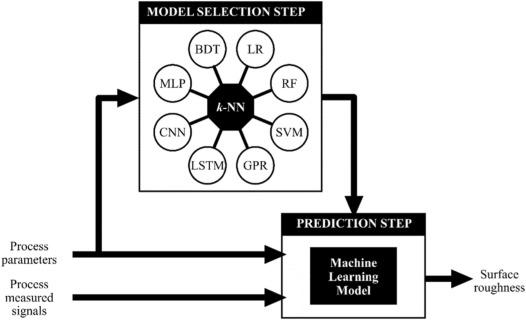 MODEL SELECTION STEP
BDT
LR
MLP
RF
k-NN
CNN
SVM
LSTM
GPR
PREDICTION STEP
Process
parameters
Machine
Learning
Model
Surface
roughness
Process
measured
signals